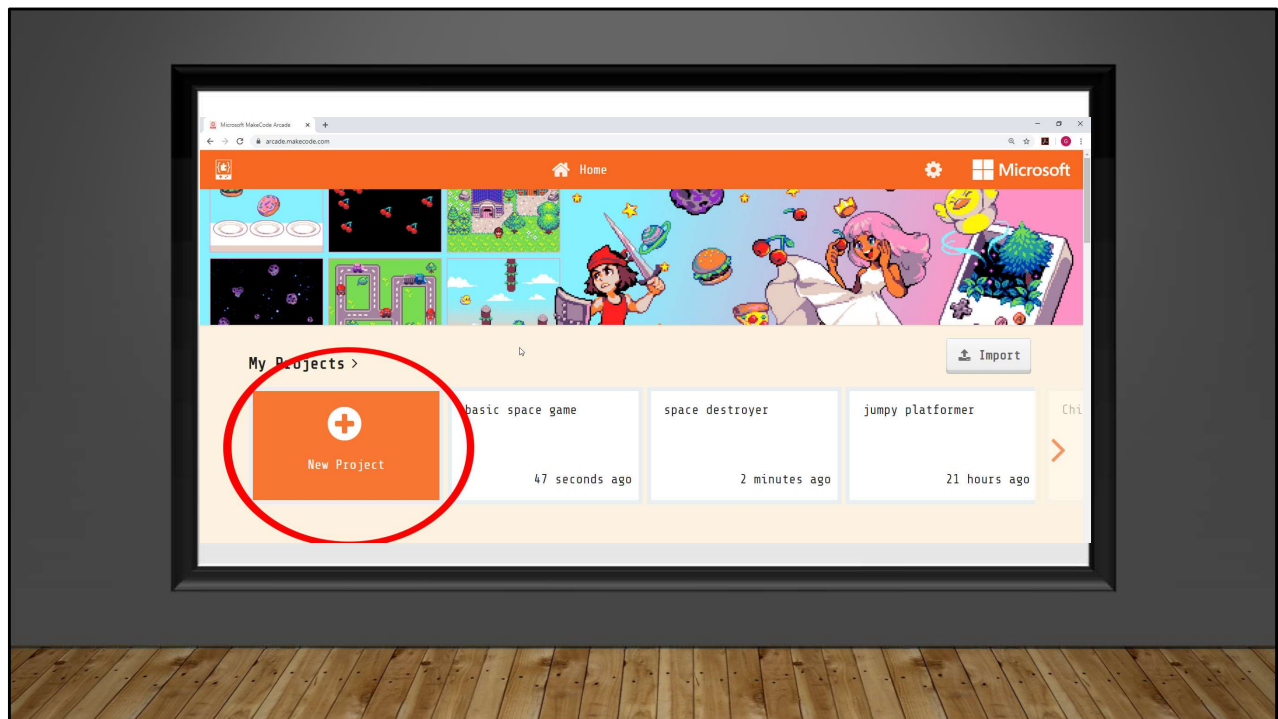 Microsoft MakeCode Arcade
arcade.makecode.com
Home
Microsoft
My Projects >
Import
New Project
basic space game
47 seconds ago
space destroyer
2 minutes ago
jumpy platformer
21 hours ago
Chi